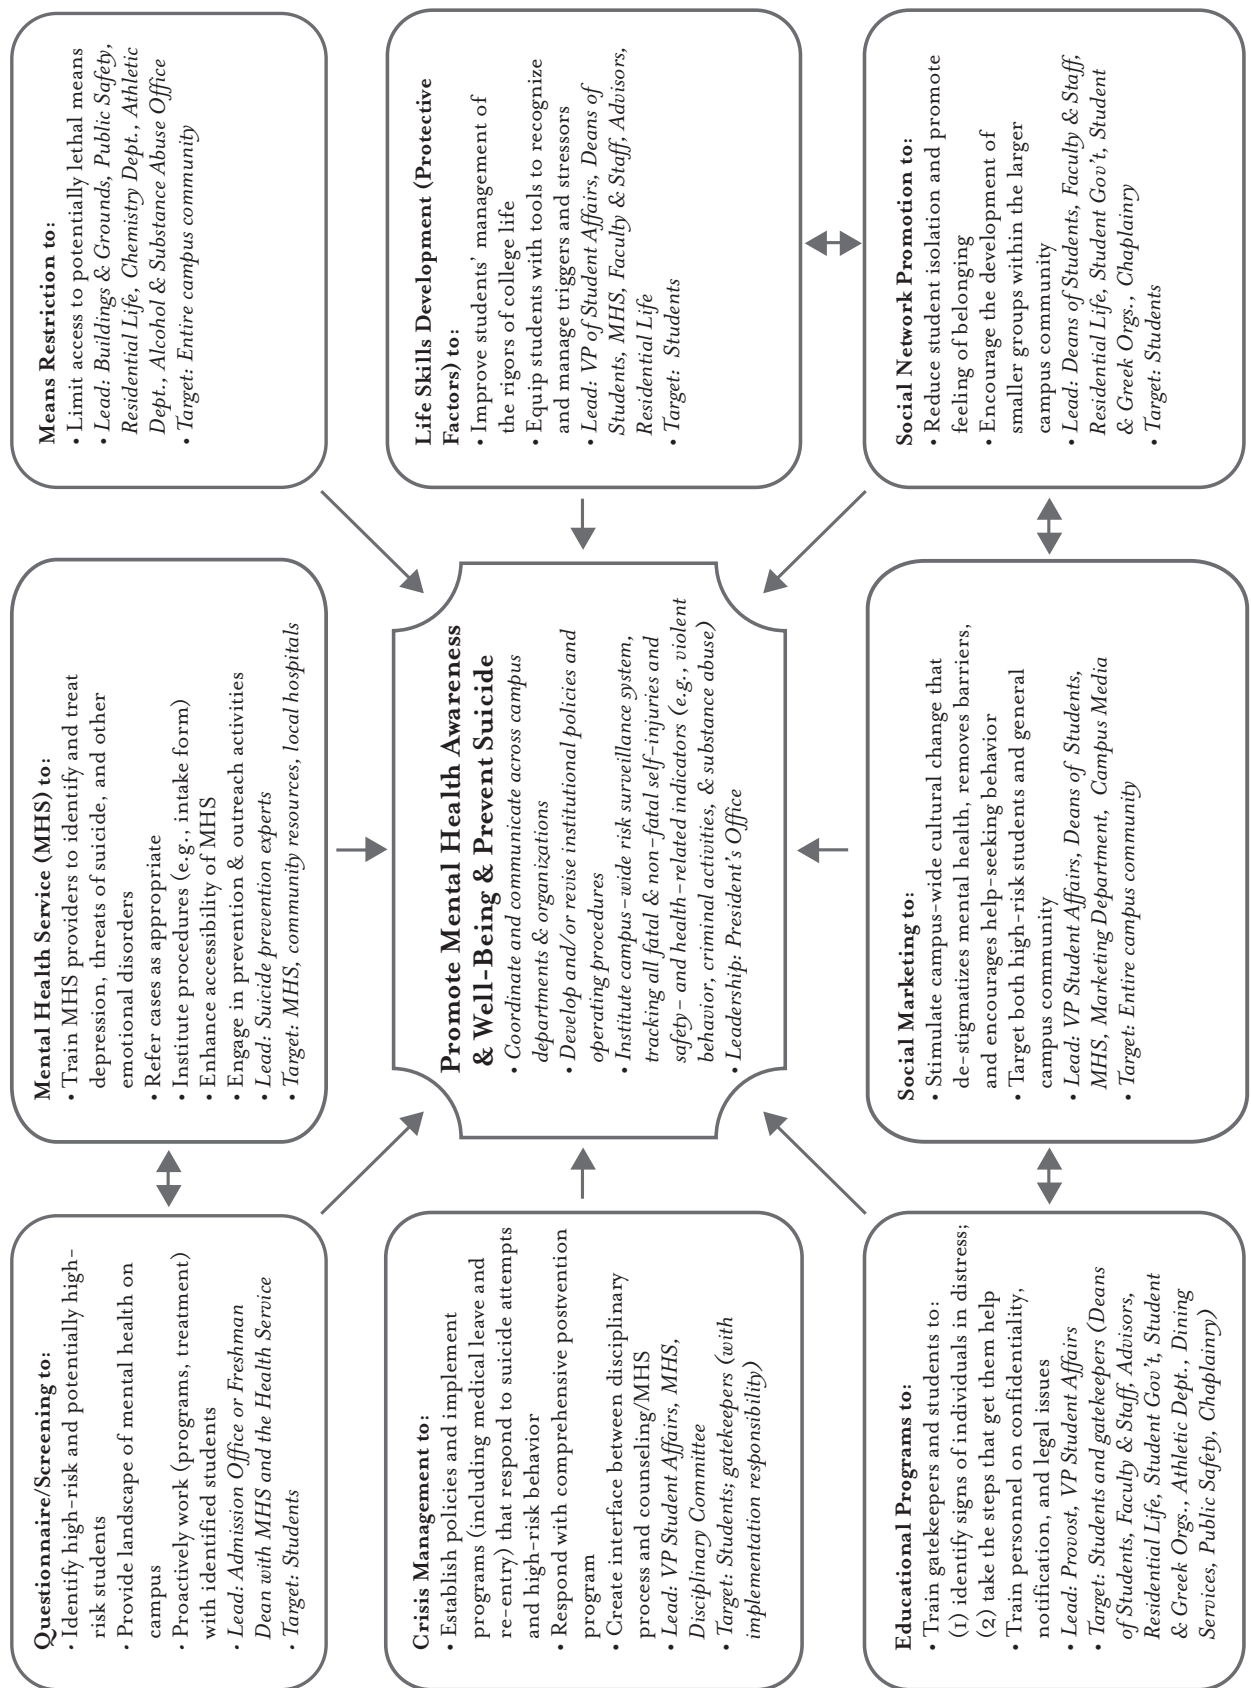 Questionnaire/Screening to:
• Identify high-risk and potentially high-
risk students
• Provide landscape of mental health on
campus
• Proactively work (programs, treatment)
with identified students
• Lead: Admission Office or Freshman
Dean with MHS and the Health Service
• Target: Students
Mental Health Service (MHS) to:
• Train MHS providers to identify and treat
depression, threats of suicide, and other
emotional disorders
• Refer cases as appropriate
• Institute procedures (e.g., intake form)
• Enhance accessibility of MHS
• Engage in prevention & outreach activities
• Lead: Suicide prevention experts
• Target: MHS, community resources, local hospitals
Means Restriction to:
• Limit access to potentially lethal means
• Lead: Buildings & Grounds, Public Safety,
Residential Life, Chemistry Dept., Athletic
Dept., Alcohol & Substance Abuse Office
• Target: Entire campus community
Crisis Management to:
• Establish policies and implement
programs (including medical leave and
re-entry) that respond to suicide attempts
and high-risk behavior
• Respond with comprehensive postvention
program
• Create interface between disciplinary
process and counseling/MHS
• Lead: VP Student Affairs, MHS,
Disciplinary Committee
• Target: Students; gatekeepers (with
implementation responsibility)
Promote Mental Health Awareness
& Well-Being & Prevent Suicide
• Coordinate and communicate across campus
departments & organizations
• Develop and/or revise institutional policies and
operating procedures
• Institute campus-wide risk surveillance system,
tracking all fatal & non-fatal self-injuries and
safety- and health-related indicators (e.g., violent
behavior, criminal activities, & substance abuse)
• Leadership: President's Office
Life Skills Development (Protective
Factors) to:
• Improve students' management of
the rigors of college life
• Equip students with tools to recognize
and manage triggers and stressors
• Lead: VP of Student Affairs, Deans of
Students, MHS, Faculty & Staff, Advisors,
Residential Life
• Target: Students
Educational Programs to:
• Train gatekeepers and students to:
(1) identify signs of individuals in distress;
(2) take the steps that get them help
• Train personnel on confidentiality,
notification, and legal issues
• Lead: Provost, VP Student Affairs
• Target: Students and gatekeepers (Deans
of Students, Faculty & Staff, Advisors,
Residential Life, Student Gov't, Student
& Greek Orgs., Athletic Dept., Dining
Services, Public Safety, Chaplainry)
Social Marketing to:
• Stimulate campus-wide cultural change that
de-stigmatizes mental health, removes barriers,
and encourages help-seeking behavior
• Target both high-risk students and general
campus community
• Lead: VP Student Affairs, Deans of Students,
MHS, Marketing Department, Campus Media
• Target: Entire campus community
Social Network Promotion to:
• Reduce student isolation and promote
feeling of belonging
• Encourage the development of
smaller groups within the larger
campus community
• Lead: Deans of Students, Faculty & Staff,
Residential Life, Student Gov't, Student
& Greek Orgs., Chaplainry
• Target: Students